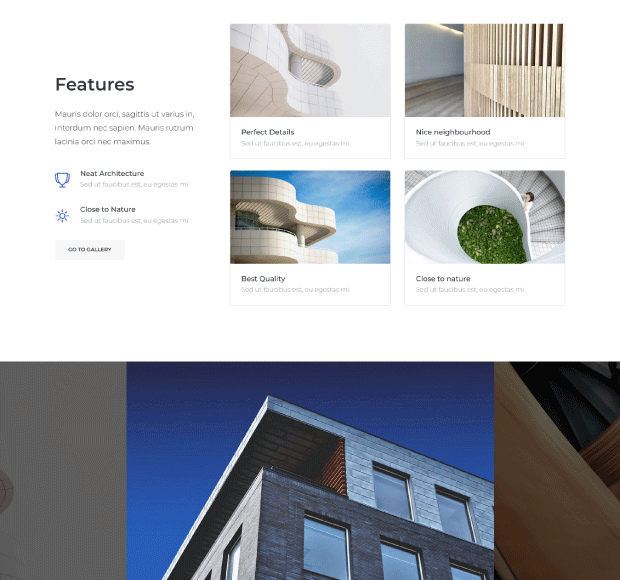 Features
Mauris dolor orci, sagittis ut varius in,
interdum nec sapien. Mauris rutrum
lacinia orci nec maximus.
Neat Architecture
Sed ut faucibus est, eu egestas mi.
Close to Nature
Sed ut faucibus est, eu egestas mi.
GO TO GALLERY
Perfect Details
Sed ut faucibus est, eu egestas mi.
Nice neighbourhood
Sed ut faucibus est, eu egestas mi.
Best Quality
Sed ut faucibus est, eu egestas mi.
Close to nature
Sed ut faucibus est, eu egestas mi.